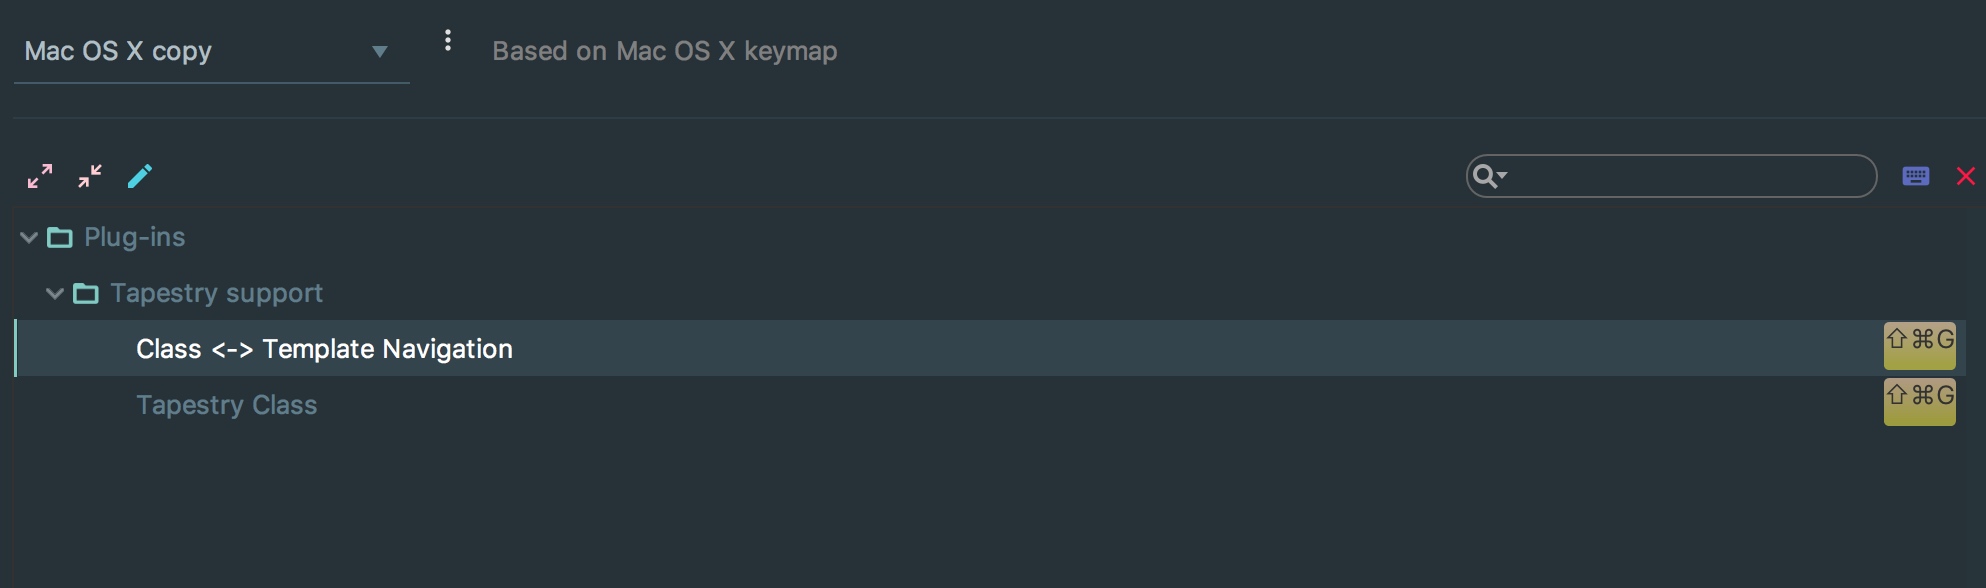 Mac OS X copy Based on Mac OS X keymap
Plug-ins
Tapestry support
Class <-> Template Navigation ⇧⌘G
Tapestry Class ⇧⌘G